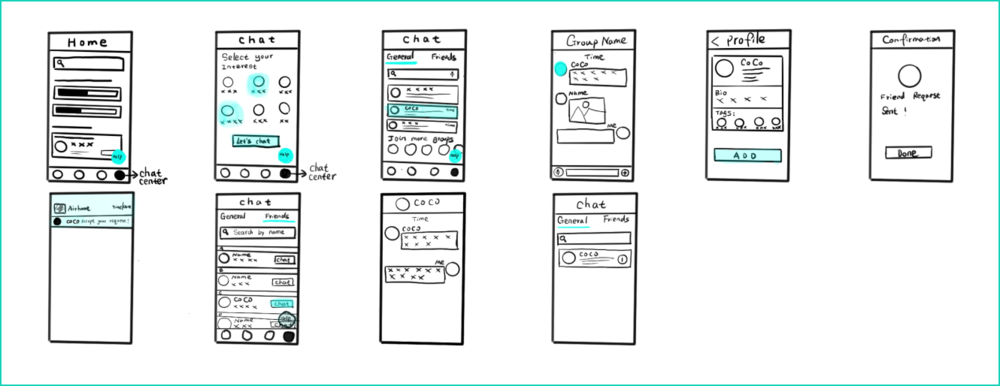 Home
x x x
Help
chat
center
chat
Select your
Interest
x x x
x x x
x x x
x x x x
x x x
x x
Let's chat
Help
chat
center
Chat
General Friends
x x x x
COCO
x x x
Join more groups
Help
Group Name
Time
COCO
x x x x x x
x x x x
Name
ME
< Profile
CoCo
Bio
x x x x
TAGS:
ADD
Confirmation
Friend Request
Sent !
Done
COCO accept your request!
chat
General Friends
Search by name
A
Name
x x x x
chat
B
Name
x x x
chat
C
COCO
x x x x
chat
D
Name
x x x
Chat
Help
COCO
Time
COCO
x x x x x x
x x x
ME
x x x x x x
x x x x
Chat
General Friends
COCO